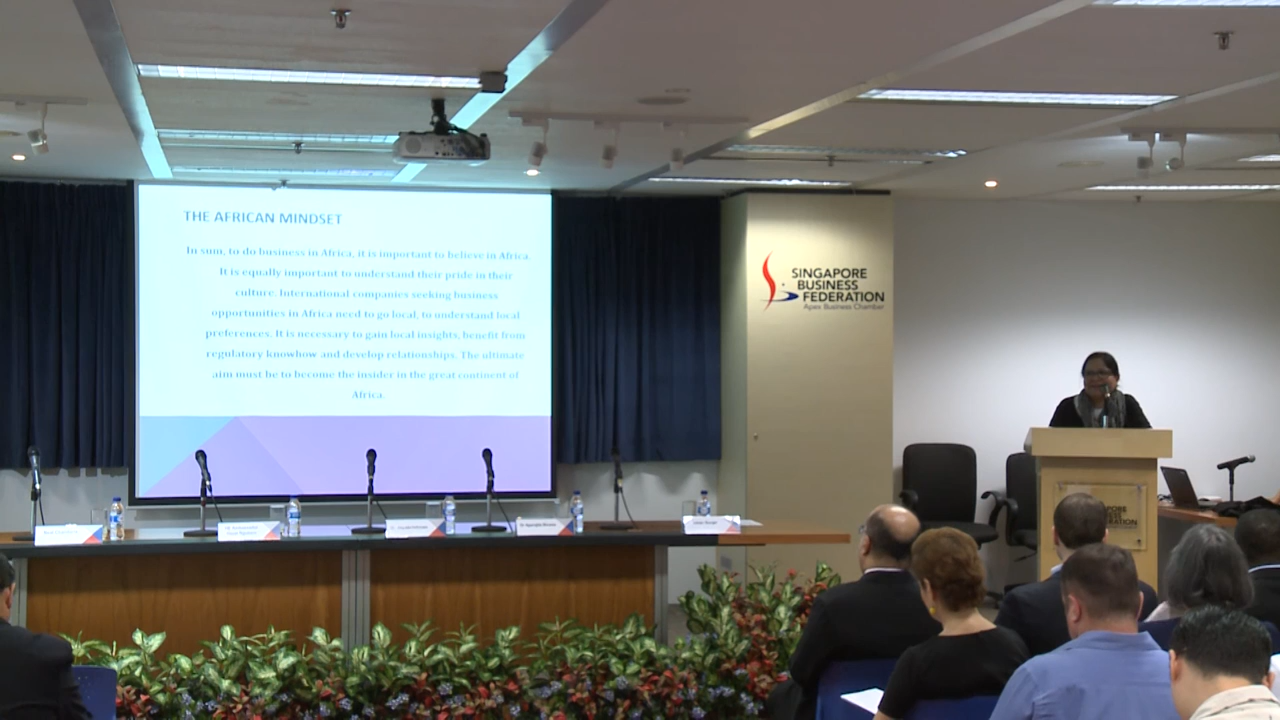 THE AFRICAN MINDSET
In sum, to do business in Africa, it is important to believe in Africa.
It is equally important to understand their pride in their
culture. International companies seeking business
opportunities in Africa need to go local, to understand local
preferences. It is necessary to gain local insights, benefit from
regulatory knowhow and develop relationships. The ultimate
aim must be to become the insider in the great continent of
Africa.
SINGAPORE
BUSINESS
FEDERATION
Apex Business Chamber